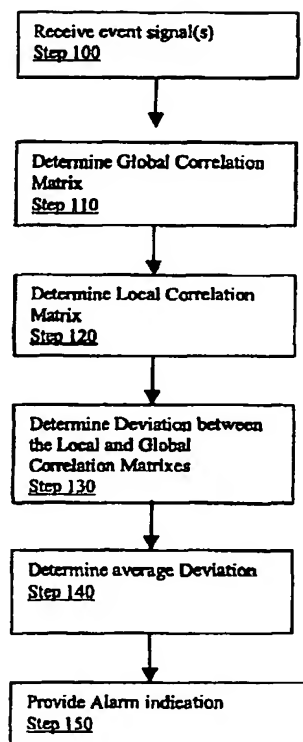 Receive event signal(s)
Step 100
Determine Global Correlation
Matrix
Step 110
Determine Local Correlation
Matrix
Step 120
Determine Deviation between
the Local and Global
Correlation Matrixes
Step 130
Determine average Deviation
Step 140
Provide Alarm indication
Step 150